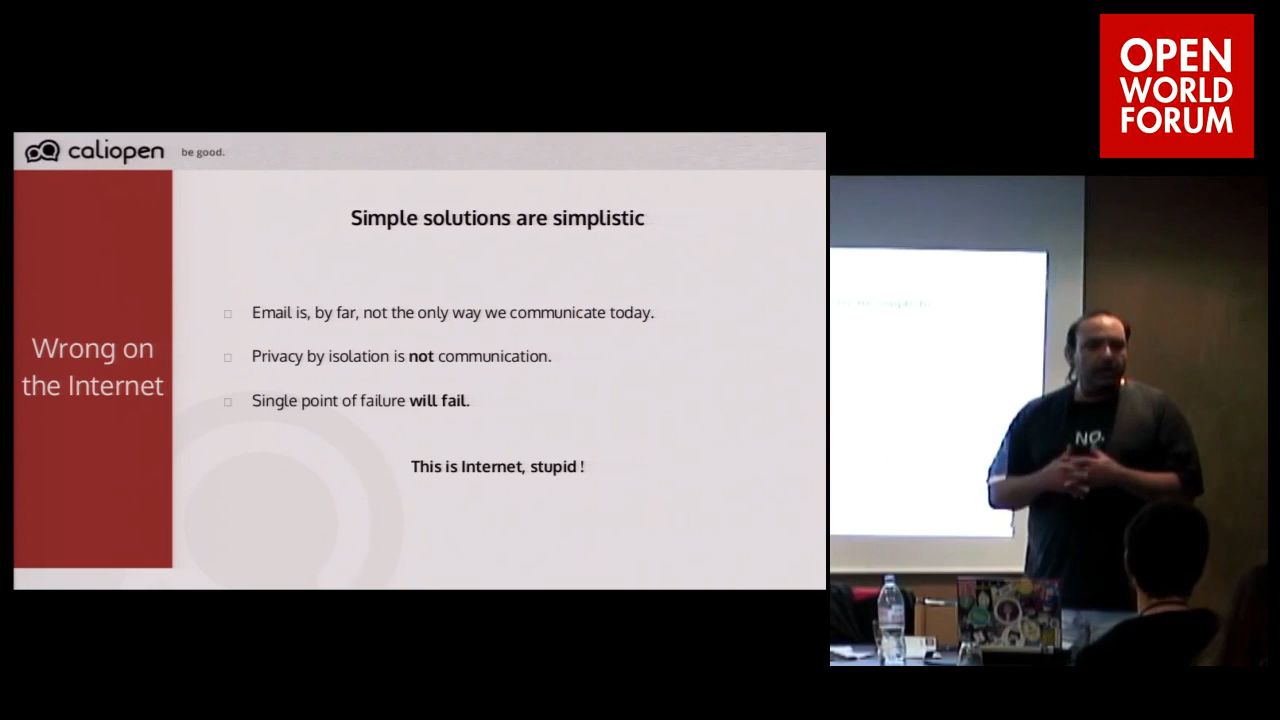 OPEN
WORLD
FORUM
caliopen be good.
Simple solutions are simplistic
Wrong on
the Internet
Email is, by far, not the only way we communicate today.
Privacy by isolation is not communication.
Single point of failure will fail.
This is Internet, stupid !
NO.